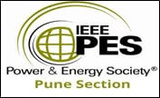 IEEE
PES
Power & Energy Society®
Pune Section